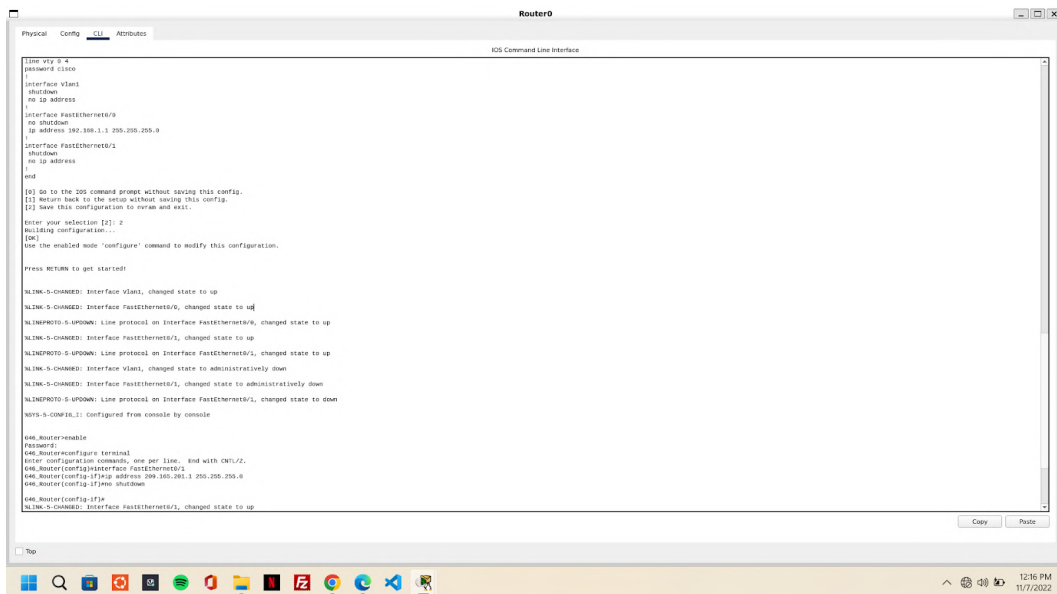 Router0
Physical Config CLI Attributes
IOS Command Line Interface
line vty 0 4
password cisco
!
interface Vlan1
shutdown
no ip address
!
interface FastEthernet0/0
no shutdown
ip address 192.168.1.1 255.255.255.0
!
interface FastEthernet0/1
shutdown
no ip address
!
end
[0] Go to the IOS command prompt without saving this config.
[1] Return back to the setup without saving this config.
[2] Save this configuration to nvram and exit.
Enter your selection [2]: 2
Building configuration...
[OK]
Use the enabled mode 'configure' command to modify this configuration.
Press RETURN to get started!
%LINK-5-CHANGED: Interface Vlan1, changed state to up
%LINK-5-CHANGED: Interface FastEthernet0/0, changed state to up
%LINEPROTO-5-UPDOWN: Line protocol on Interface FastEthernet0/0, changed state to up
%LINK-5-CHANGED: Interface FastEthernet0/1, changed state to up
%LINEPROTO-5-UPDOWN: Line protocol on Interface FastEthernet0/1, changed state to up
%LINK-5-CHANGED: Interface Vlan1, changed state to administratively down
%LINK-5-CHANGED: Interface FastEthernet0/1, changed state to administratively down
%LINEPROTO-5-UPDOWN: Line protocol on Interface FastEthernet0/1, changed state to down
%SYS-5-CONFIG_I: Configured from console by console
G46_Router>enable
Password:
G46_Router#configure terminal
Enter configuration commands, one per line. End with CNTL/Z.
G46_Router(config)#interface FastEthernet0/1
G46_Router(config-if)#ip address 209.165.201.1 255.255.255.0
G46_Router(config-if)#no shutdown
G46_Router(config-if)#
%LINK-5-CHANGED: Interface FastEthernet0/1, changed state to up
Copy Paste
Top
12:16 PM
11/7/2022